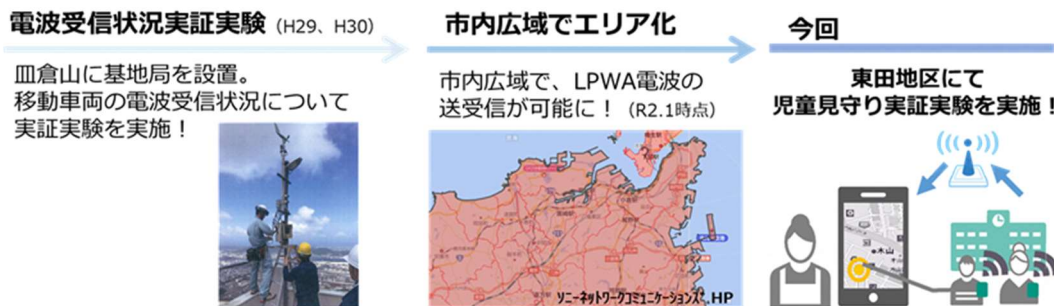 電波受信状況実証実験（H29、H30）
皿倉山に基地局を設置。
移動車両の電波受信状況について
実証実験を実施！
市内広域でエリア化
市内広域で、LPWA電波の
送受信が可能に！（R2.1時点）
ソニーネットワークコミュニケーションズ HP
今回
東田地区にて
児童見守り実証実験を実施！
木山